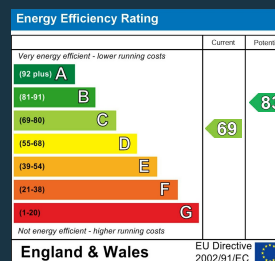 Energy Efficiency Rating
Current
Very energy efficient - lower running costs
(92 plus) A
(81-91) B
(69-80) C
69
(55-68) D
(39-54) E
(21-38) F
(1-20) G
Not energy efficient - higher running costs
England & Wales
EU Directive
2002/91/EC